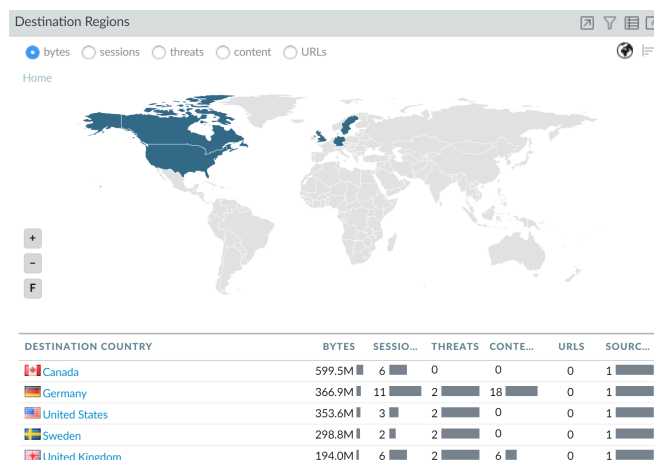 Destination Regions
bytes sessions threats content URLs
Home
+
−
F
DESTINATION COUNTRY BYTES SESSIO... THREATS CONTE... URLS SOURC...
Canada 599.5M 6 0 0 0 1
Germany 366.9M 11 2 18 0 1
United States 353.6M 3 2 0 0 1
Sweden 298.8M 2 2 0 0 1
United Kingdom 194.0M 6 2 6 0 1